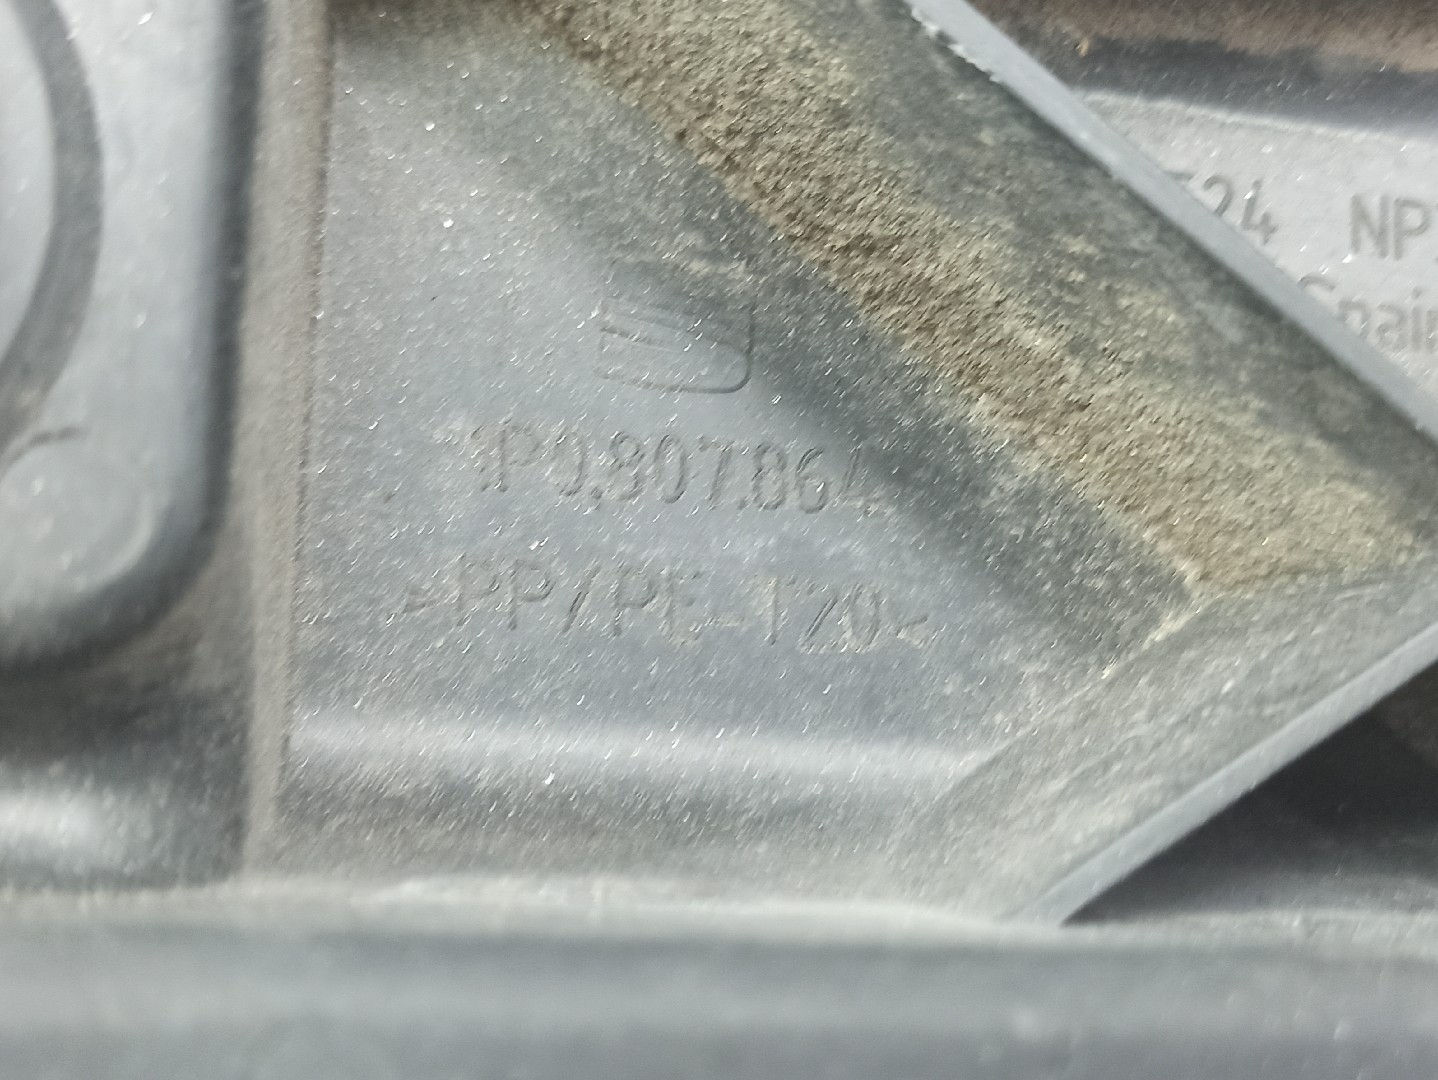 1P0.807.864
>PP/PE-T20<
24 NP
Spain